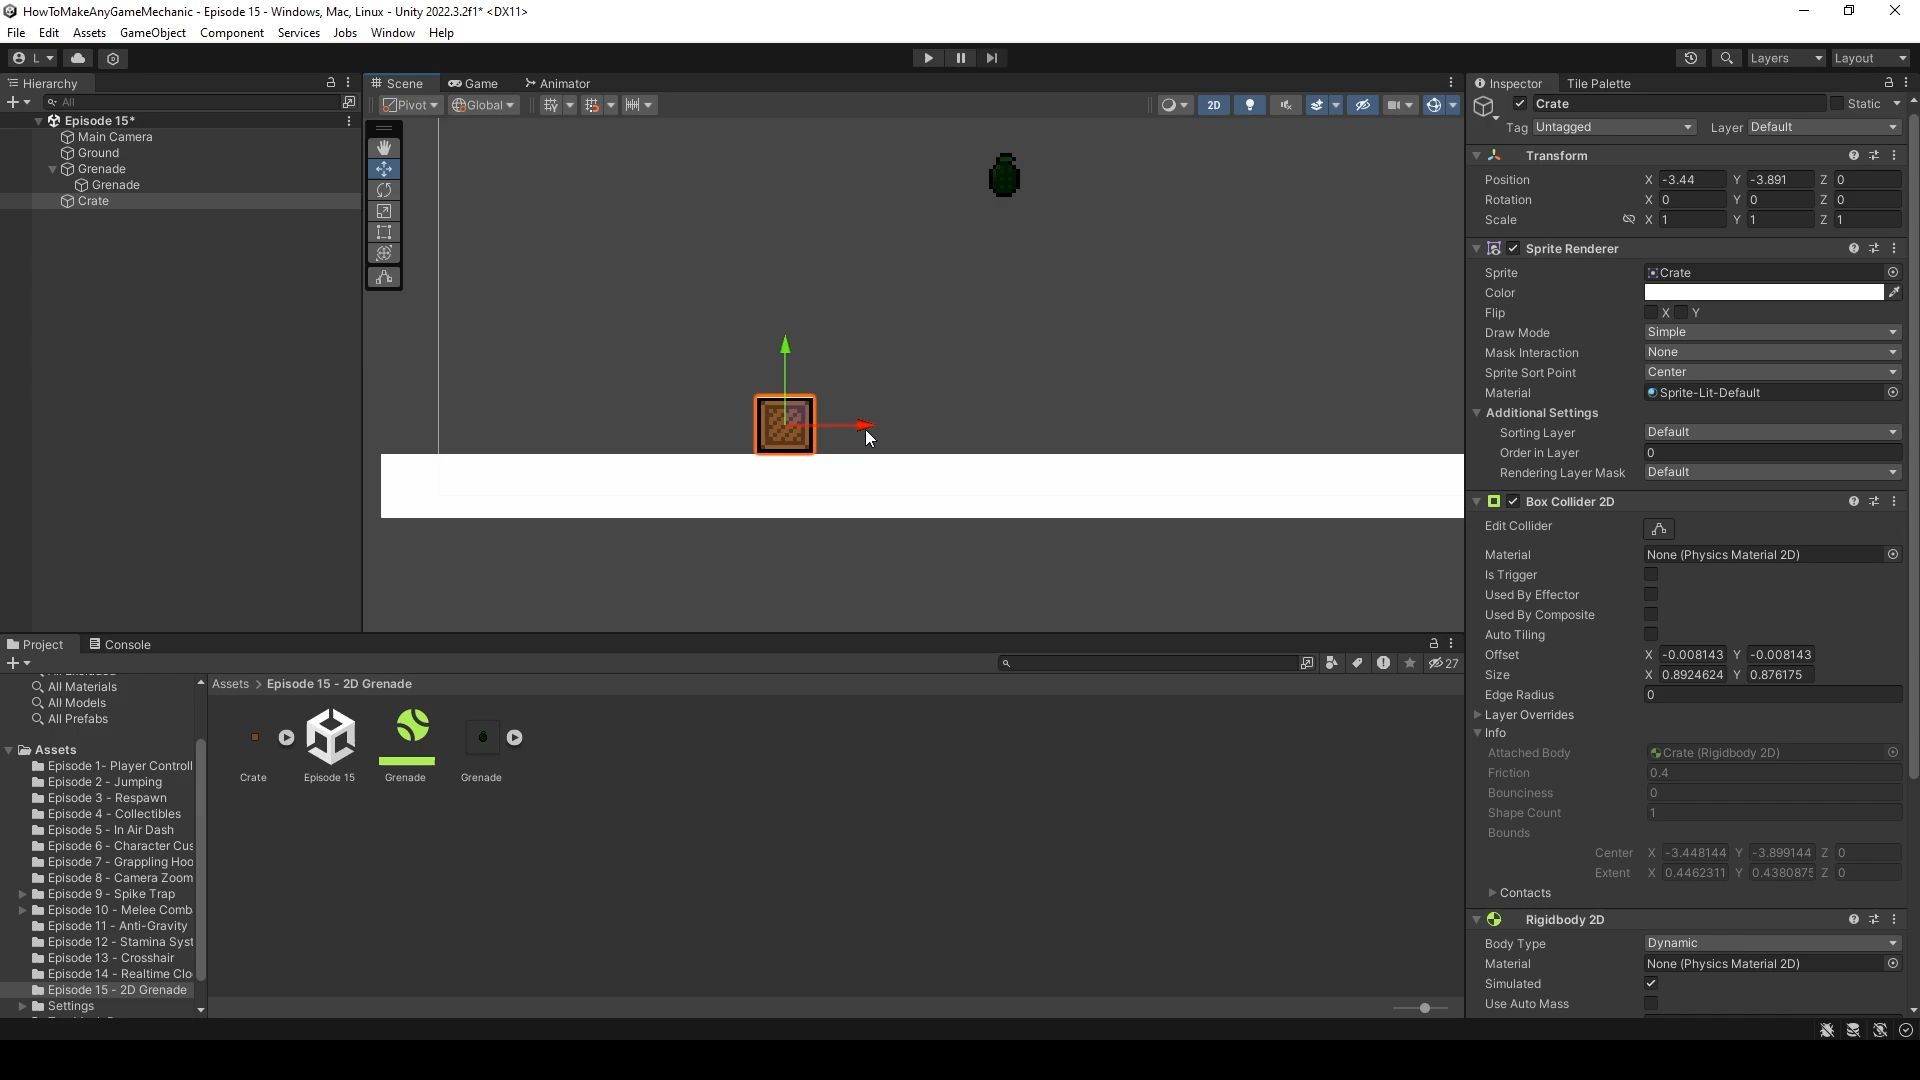 HowToMakeAnyGameMechanic - Episode 15 - Windows, Mac, Linux - Unity 2022.3.2f1* <DX11>
File Edit Assets GameObject Component Services Jobs Window Help
L Layers Layout
Hierarchy
All
Episode 15*
Main Camera
Ground
Grenade
Grenade
Crate
Scene Game Animator
Pivot Global 2D
Inspector Tile Palette
Crate Static
Tag Untagged Layer Default
Transform
Position X -3.44 Y -3.891 Z 0
Rotation X 0 Y 0 Z 0
Scale X 1 Y 1 Z 1
Sprite Renderer
Sprite Crate
Color
Flip X Y
Draw Mode Simple
Mask Interaction None
Sprite Sort Point Center
Material Sprite-Lit-Default
Additional Settings
Sorting Layer Default
Order in Layer 0
Rendering Layer Mask Default
Box Collider 2D
Edit Collider
Material None (Physics Material 2D)
Is Trigger
Used By Effector
Used By Composite
Auto Tiling
Offset X -0.008143 Y -0.008143
Size X 0.8924624 Y 0.876175
Edge Radius 0
Layer Overrides
Info
Attached Body Crate (Rigidbody 2D)
Friction 0.4
Bounciness 0
Shape Count 1
Bounds
Center X -3.448144 Y -3.899144 Z 0
Extent X 0.4462311 Y 0.4380875 Z 0
Contacts
Rigidbody 2D
Body Type Dynamic
Material None (Physics Material 2D)
Simulated
Use Auto Mass
Project Console
27
All Materials
All Models
All Prefabs
Assets
Episode 1- Player Controll
Episode 2 - Jumping
Episode 3 - Respawn
Episode 4 - Collectibles
Episode 5 - In Air Dash
Episode 6 - Character Cus
Episode 7 - Grappling Hoo
Episode 8 - Camera Zoom
Episode 9 - Spike Trap
Episode 10 - Melee Comb
Episode 11 - Anti-Gravity
Episode 12 - Stamina Syst
Episode 13 - Crosshair
Episode 14 - Realtime Clo
Episode 15 - 2D Grenade
Settings
Assets > Episode 15 - 2D Grenade
Crate Episode 15 Grenade Grenade